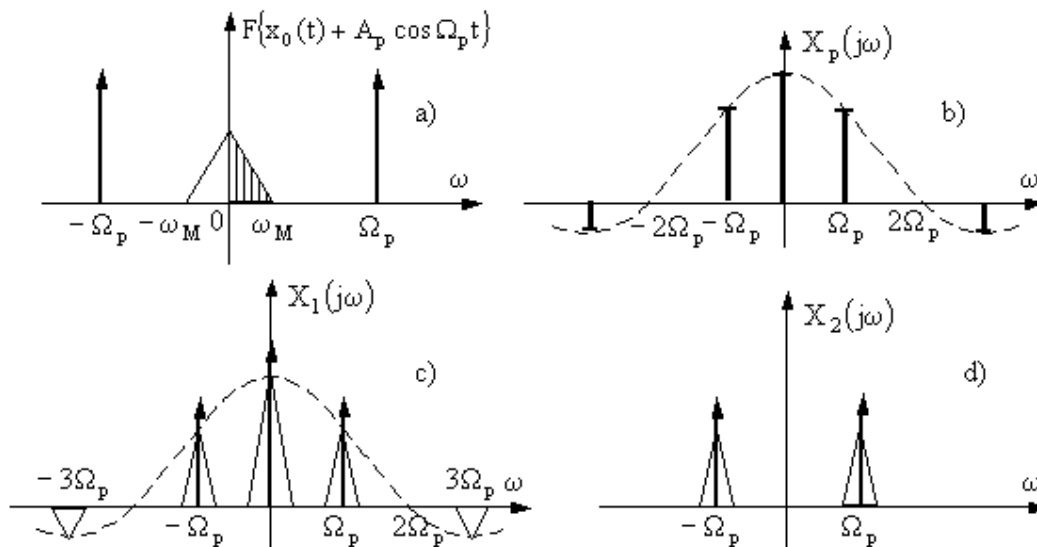 F{x₀(t) + Aₚ cos Ωₚt}
a)
ω
-Ωₚ -ω_M 0 ω_M Ωₚ
Xₚ(jω)
b)
ω
-2Ωₚ -Ωₚ Ωₚ 2Ωₚ
X₁(jω)
c)
-3Ωₚ 3Ωₚ ω
-Ωₚ Ωₚ 2Ωₚ
X₂(jω)
d)
ω
-Ωₚ Ωₚ